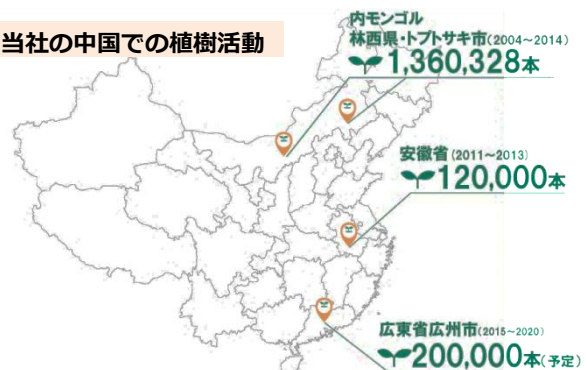 当社の中国での植樹活動
内モンゴル
林西県・トプトサキ市(2004～2014)
1,360,328本
安徽省(2011～2013)
120,000本
広東省広州市(2015～2020)
200,000本(予定)